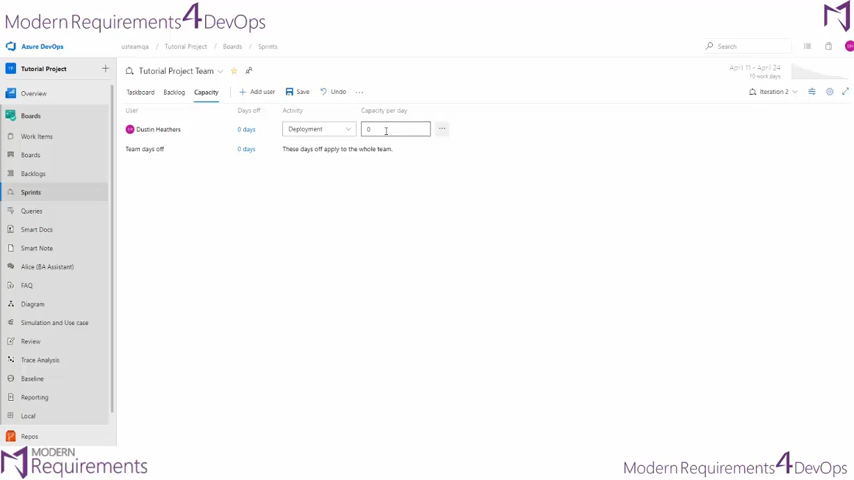 Modern Requirements4DevOps
Azure DevOps
Tutorial Project
Boards
Sprints
Search
Tutorial Project
Tutorial Project Team
April 11 - April 24
10 work days
Overview
Taskboard Backlog Capacity Add user Save Undo ...
Iteration 2
Boards
User Days off Activity Capacity per day
Work Items
Dustin Heathers 0 days Deployment 0 ...
Boards
Team days off 0 days These days off apply to the whole team.
Backlogs
Sprints
Queries
Smart Docs
Smart Note
Alice (BA Assistant)
FAQ
Diagram
Simulation and Use case
Review
Trace Analysis
Baseline
Reporting
Local
Repos
MODERN
Requirements
Modern Requirements4DevOps